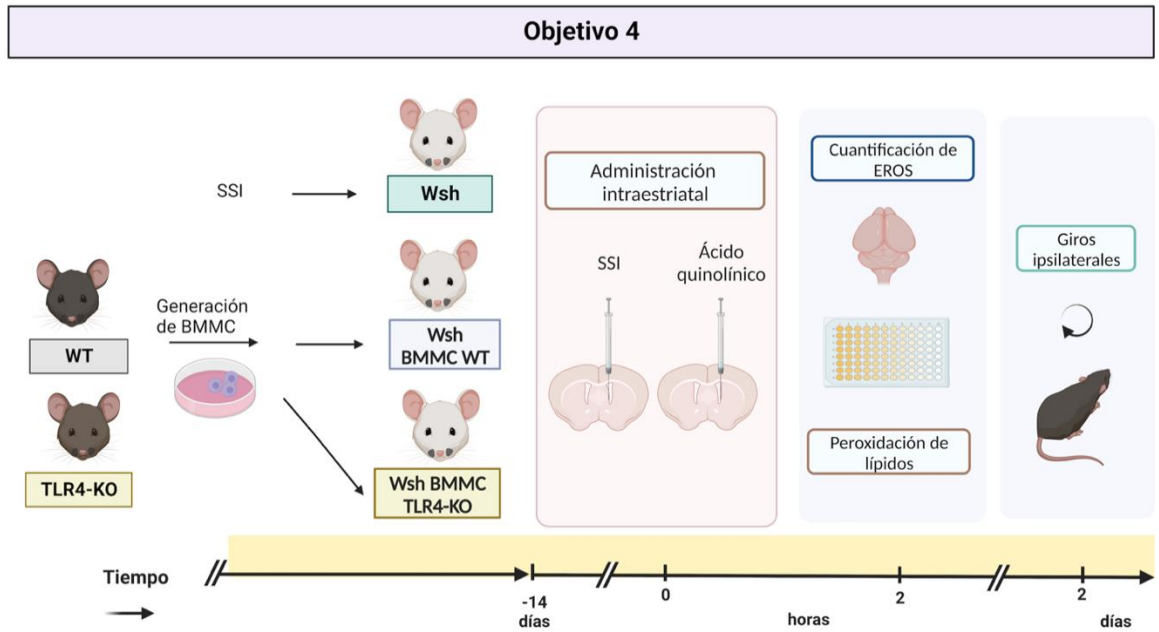 Objetivo 4
SSI
Wsh
WT
Generación
de BMMC
Wsh
BMMC WT
TLR4-KO
Wsh BMMC
TLR4-KO
Administración
intraestriatal
SSI
Ácido
quinolínico
Cuantificación de
EROS
Peroxidación de
lípidos
Giros
ipsilaterales
Tiempo
-14
días
0
horas
2
2
días